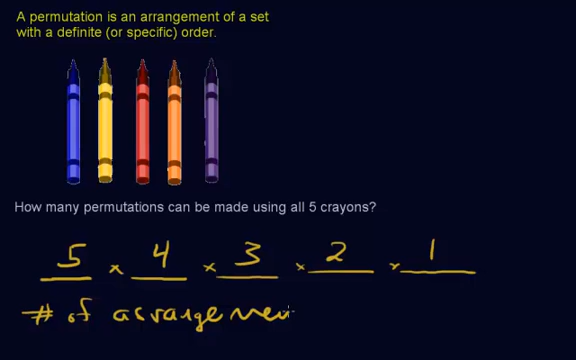 A permutation is an arrangement of a set
with a definite (or specific) order.
How many permutations can be made using all 5 crayons?
5 × 4 × 3 × 2 × 1
# of arrangemen